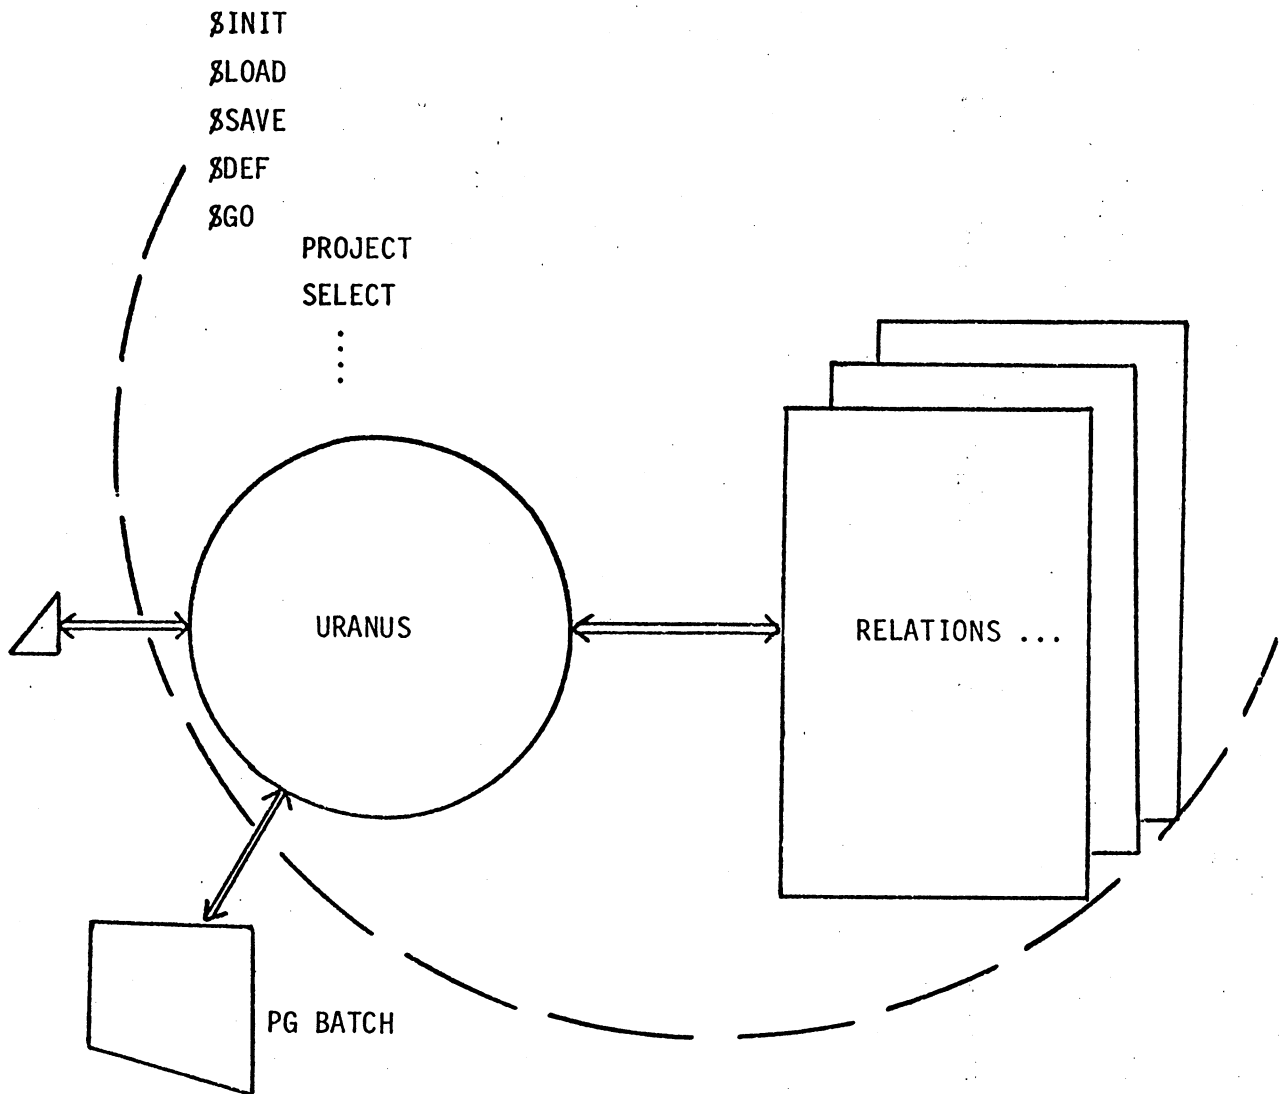 $INIT
$LOAD
$SAVE
$DEF
$GO
PROJECT
SELECT
URANUS
RELATIONS ...
PG BATCH